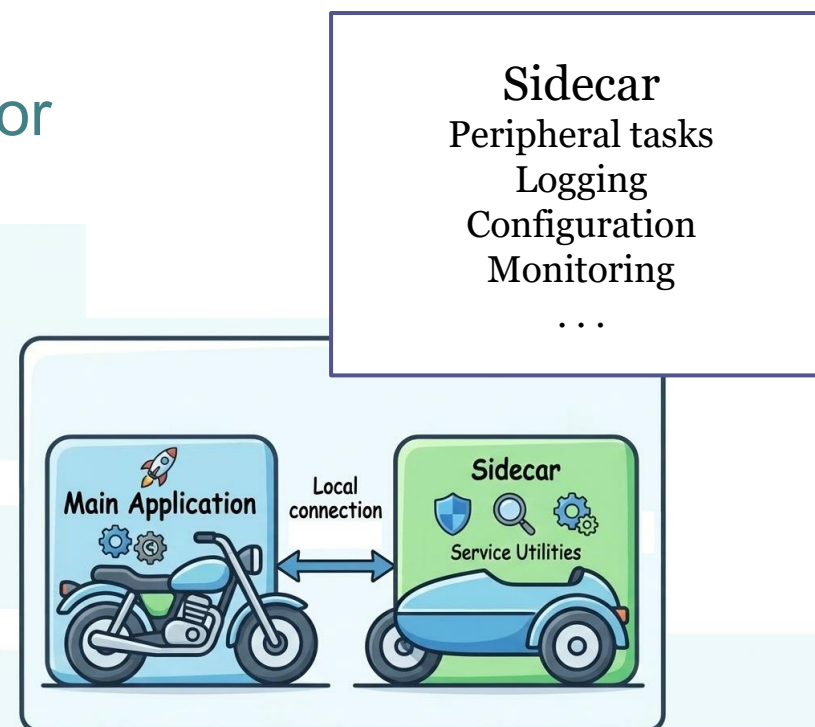 or
Sidecar
Peripheral tasks
Logging
Configuration
Monitoring
. . .
Main Application
Local
connection
Sidecar
Service Utilities